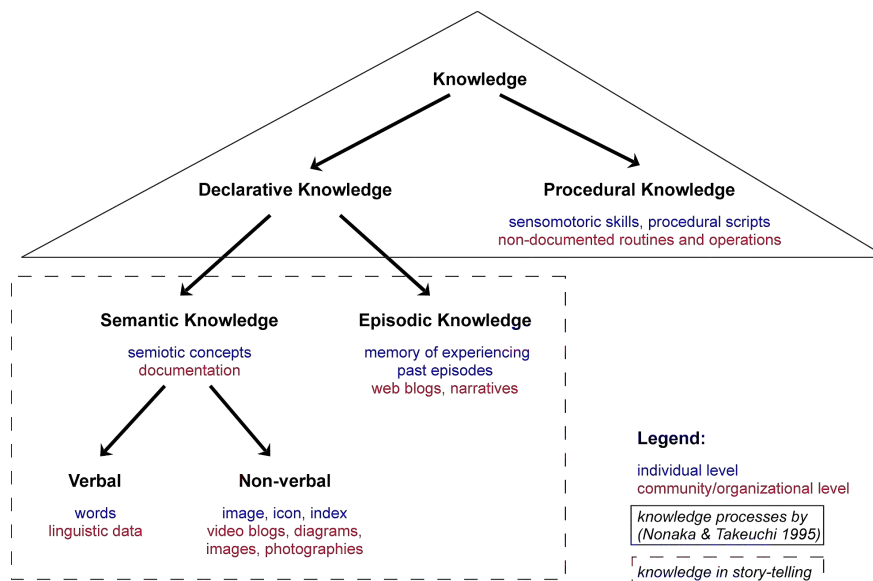 Knowledge
Declarative Knowledge
Procedural Knowledge
sensomotoric skills, procedural scripts
non-documented routines and operations
Semantic Knowledge
semiotic concepts
documentation
Episodic Knowledge
memory of experiencing
past episodes
web blogs, narratives
Verbal
words
linguistic data
Non-verbal
image, icon, index
video blogs, diagrams,
images, photographies
Legend:
individual level
community/organizational level
knowledge processes by
(Nonaka & Takeuchi 1995)
knowledge in story-telling